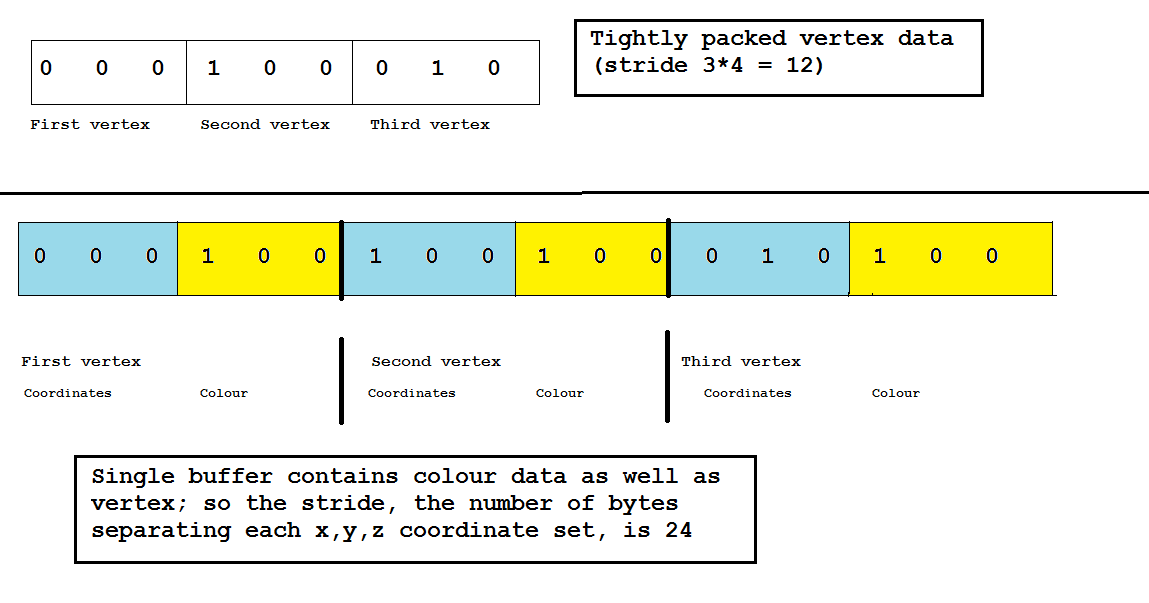 Tightly packed vertex data
(stride 3*4 = 12)
0 0 0 1 0 0 0 1 0
First vertex Second vertex Third vertex
0 0 0 1 0 0 1 0 0 1 0 0 0 1 0 1 0 0
First vertex Second vertex Third vertex
Coordinates Colour Coordinates Colour Coordinates Colour
Single buffer contains colour data as well as
vertex; so the stride, the number of bytes
separating each x,y,z coordinate set, is 24